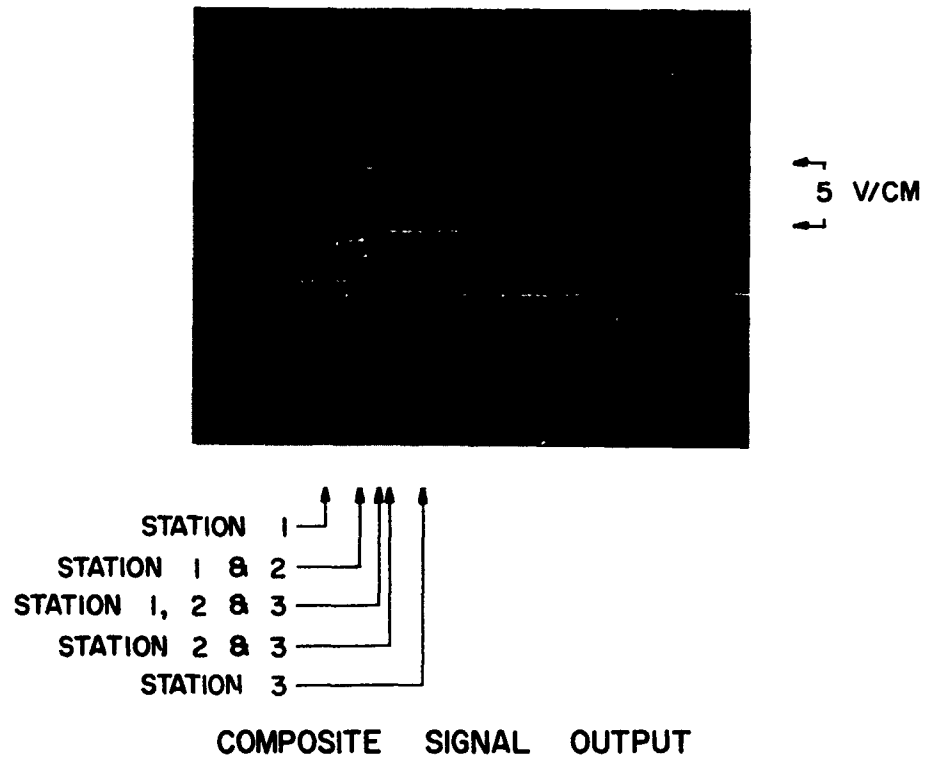 5 V/CM
STATION 1
STATION 1 & 2
STATION 1, 2 & 3
STATION 2 & 3
STATION 3
COMPOSITE SIGNAL OUTPUT